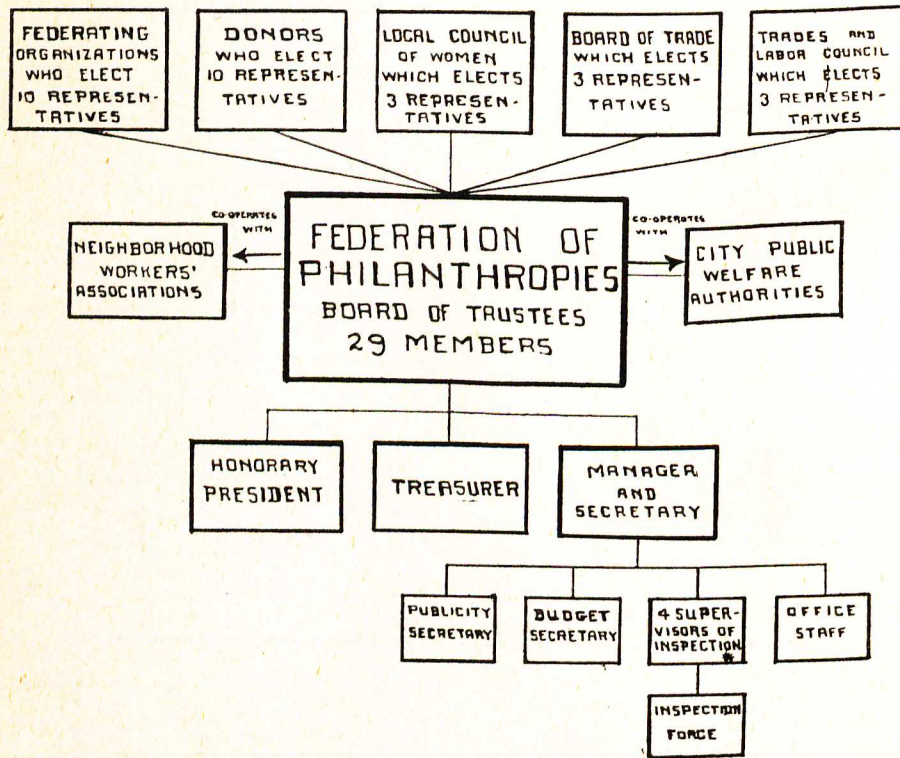 FEDERATING
ORGANIZATIONS
WHO ELECT
10 REPRESEN-
TATIVES
DONORS
WHO ELECT
10 REPRESEN-
TATIVES
LOCAL COUNCIL
OF WOMEN
WHICH ELECTS
3 REPRESEN-
TATIVES
BOARD OF TRADE
WHICH ELECTS
3 REPRESEN-
TATIVES
TRADES AND
LABOR COUNCIL
WHICH ELECTS
3 REPRESEN-
TATIVES
NEIGHBORHOOD
WORKERS'
ASSOCIATIONS
CO-OPERATES
WITH
FEDERATION OF
PHILANTHROPIES
BOARD OF TRUSTEES
29 MEMBERS
CO-OPERATES
WITH
CITY PUBLIC
WELFARE
AUTHORITIES
HONORARY
PRESIDENT
TREASURER
MANAGER
AND
SECRETARY
PUBLICITY
SECRETARY
BUDGET
SECRETARY
4 SUPER-
VISORS OF
INSPECTION
*
OFFICE
STAFF
INSPECTION
FORCE